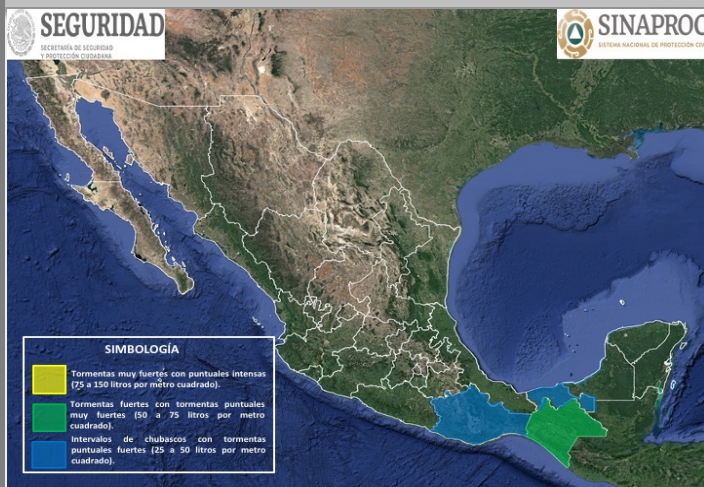 SEGURIDAD
SECRETARÍA DE SEGURIDAD
Y PROTECCIÓN CIUDADANA
SINAPROC
SISTEMA NACIONAL DE PROTECCIÓN CIV
SIMBOLOGÍA
Tormentas muy fuertes con puntuales intensas
(75 a 150 litros por metro cuadrado).
Tormentas fuertes con tormentas puntuales
muy fuertes (50 a 75 litros por metro
cuadrado).
Intervalos de chubascos con tormentas
puntuales fuertes (25 a 50 litros por metro
cuadrado).